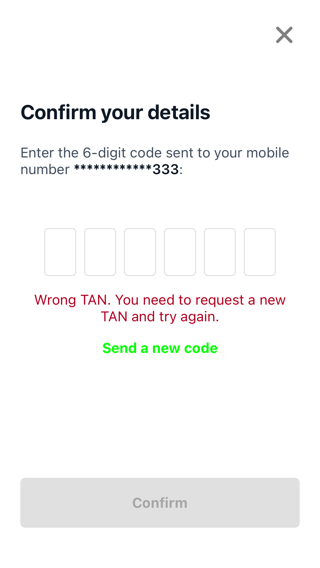 Confirm your details
Enter the 6-digit code sent to your mobile
number ************333:
Wrong TAN. You need to request a new
TAN and try again.
Send a new code
Confirm